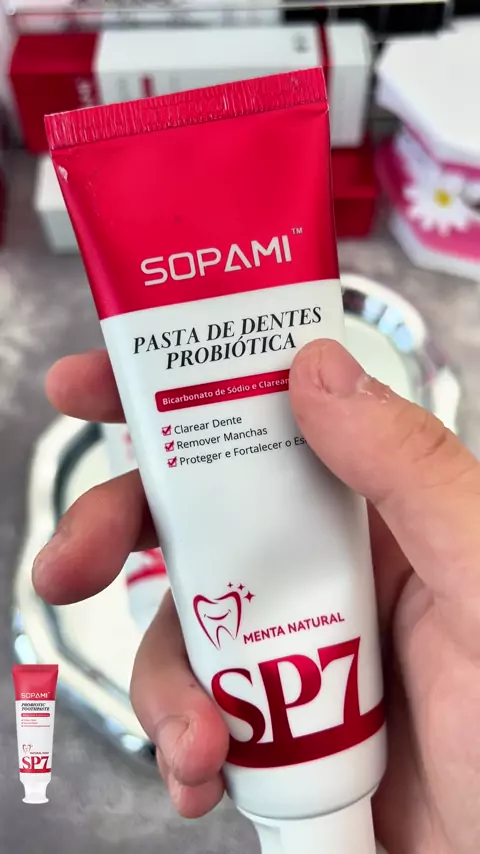 SOPAMI™
PASTA DE DENTES
PROBIÓTICA
Bicarbonato de Sódio e
Clarear Dente
Remover Manchas
Proteger e Fortalecer o
MENTA NATURAL
SP7
SOPAMI
PROBIOTIC
TOOTHPASTE
SP7